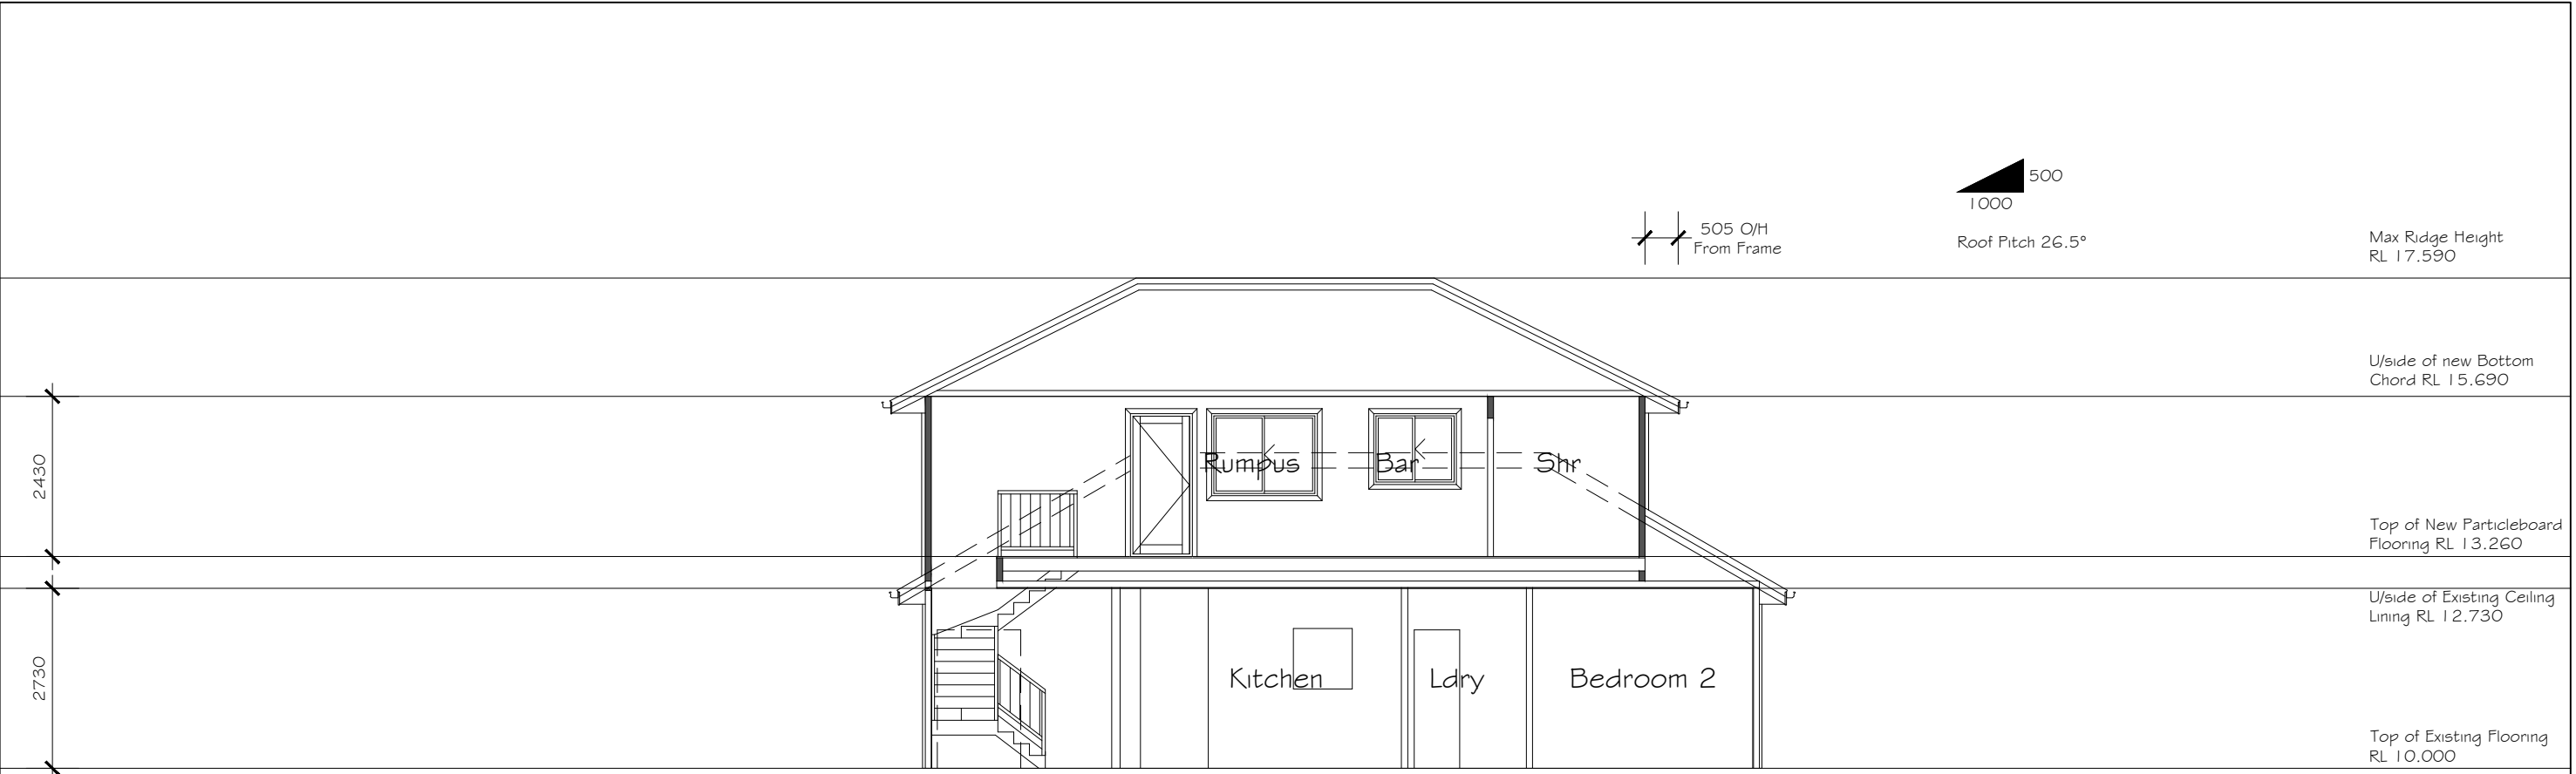 500
1000
505 O/H
From Frame
Roof Pitch 26.5°
Max Ridge Height
RL 17.590
U/side of new Bottom
Chord RL 15.690
2430
Rumpus
Bar
Shr
Top of New Particleboard
Flooring RL 13.260
U/side of Existing Ceiling
Lining RL 12.730
2730
Kitchen
Ldry
Bedroom 2
Top of Existing Flooring
RL 10.000